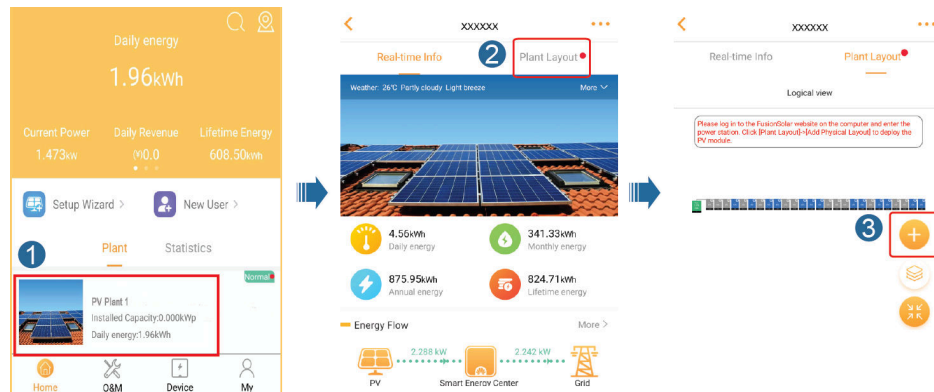 Daily energy
1.96kWh
Current Power Daily Revenue Lifetime Energy
1.473kw (¥)0.0 608.50kWh
Setup Wizard > New User >
1
Plant Statistics
Normal
PV Plant 1
Installed Capacity:0.000kWp
Daily energy:1.96kWh
Home O&M Device My
xxxxxx
Real-time Info 2 Plant Layout
Weather: 26°C Partly cloudy Light breeze More
4.56kWh 341.33kWh
Daily energy Monthly energy
875.95kWh 824.71kWh
Annual energy Lifetime energy
Energy Flow More >
2.288 kW 2.242 kW
PV Smart Energy Center Grid
xxxxxx
Real-time Info Plant Layout
Logical view
Please log in to the FusionSolar website on the computer and enter the
power station. Click [Plant Layout]->[Add Physical Layout] to deploy the
PV module.
3